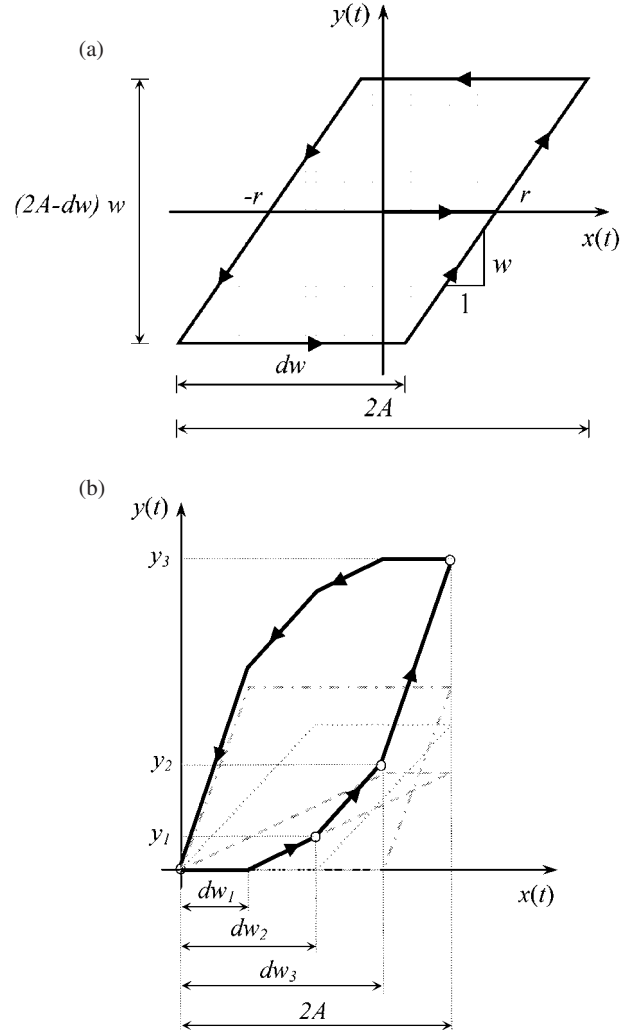 (a)
y(t)
(2A-dw) w
-r
r
x(t)
w
1
dw
2A
(b)
y(t)
y₃
y₂
y₁
x(t)
dw₁
dw₂
dw₃
2A